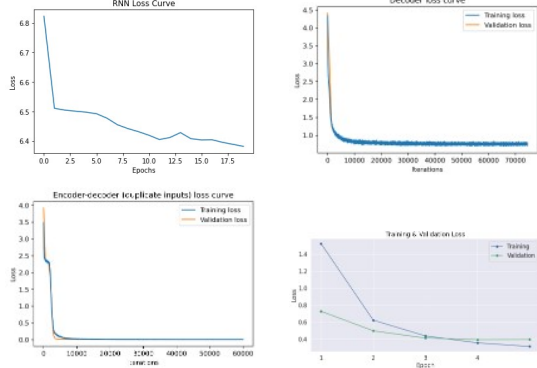 RNN Loss Curve
6.8
6.7
6.6
6.5
6.4
Loss
0.0 2.5 5.0 7.5 10.0 12.5 15.0 17.5
Epochs
Decoder loss curve
Training loss
Validation loss
4.5
4.0
3.5
3.0
2.5
2.0
1.5
1.0
Loss
0 10000 20000 30000 40000 50000 60000 70000
Iterations
Encoder-decoder (duplicate inputs) loss curve
Training loss
Validation loss
4.0
3.5
3.0
2.5
2.0
1.5
1.0
0.5
0.0
Loss
0 10000 20000 30000 40000 50000 60000
Iterations
Training & Validation Loss
Training
Validation
1.4
1.2
1.0
0.8
0.6
0.4
Loss
1 2 3 4
Epoch